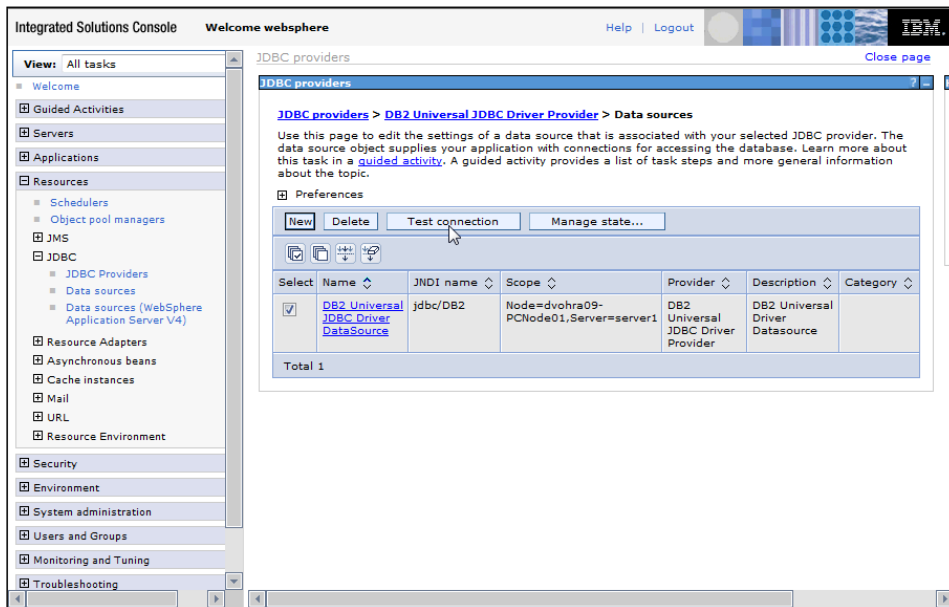 Integrated Solutions Console Welcome websphere Help | Logout IBM.
View: All tasks
Welcome
Guided Activities
Servers
Applications
Resources
Schedulers
Object pool managers
JMS
JDBC
JDBC Providers
Data sources
Data sources (WebSphere
Application Server V4)
Resource Adapters
Asynchronous beans
Cache instances
Mail
URL
Resource Environment
Security
Environment
System administration
Users and Groups
Monitoring and Tuning
Troubleshooting
JDBC providers Close page
JDBC providers ?
JDBC providers > DB2 Universal JDBC Driver Provider > Data sources
Use this page to edit the settings of a data source that is associated with your selected JDBC provider. The
data source object supplies your application with connections for accessing the database. Learn more about
this task in a guided activity. A guided activity provides a list of task steps and more general information
about the topic.
Preferences
New Delete Test connection Manage state...
Select Name JNDI name Scope Provider Description Category
DB2 Universal
JDBC Driver
DataSource
jdbc/DB2
Node=dvohra09-
PCNode01,Server=server1
DB2
Universal
JDBC Driver
Provider
DB2 Universal
Driver
Datasource
Total 1